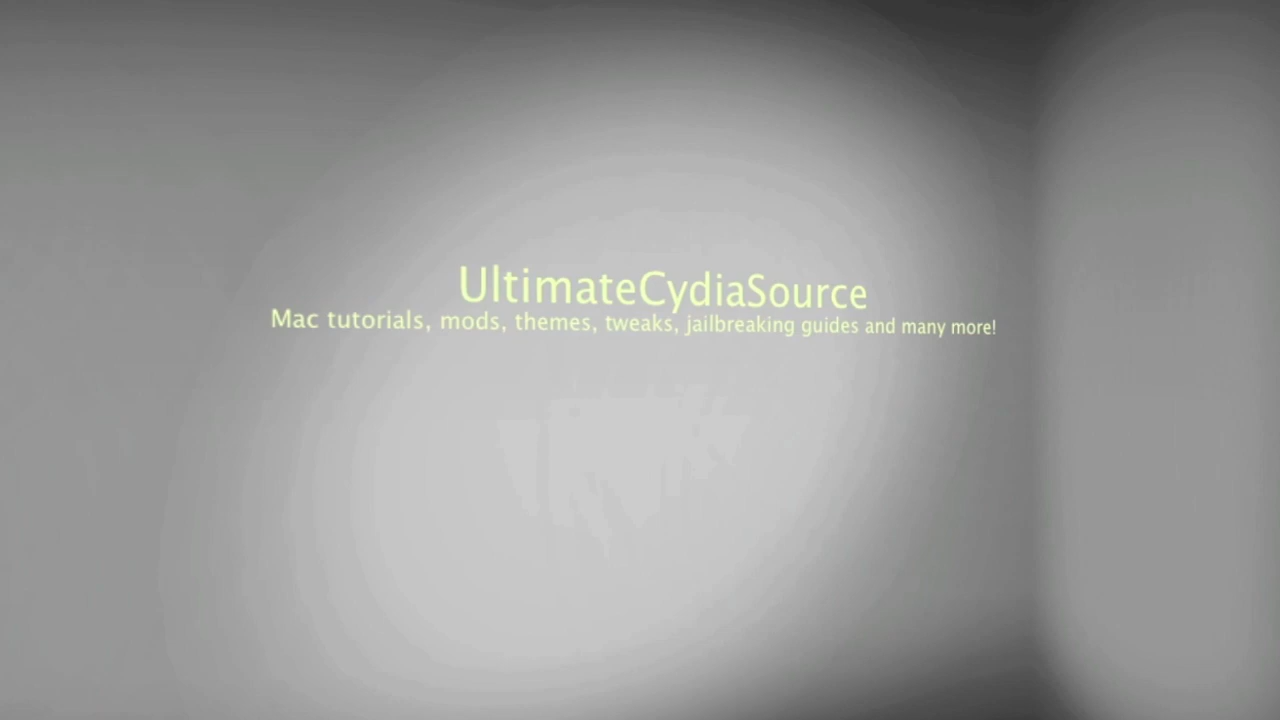 UltimateCydiaSource
Mac tutorials, mods, themes, tweaks, jailbreaking guides and many more!